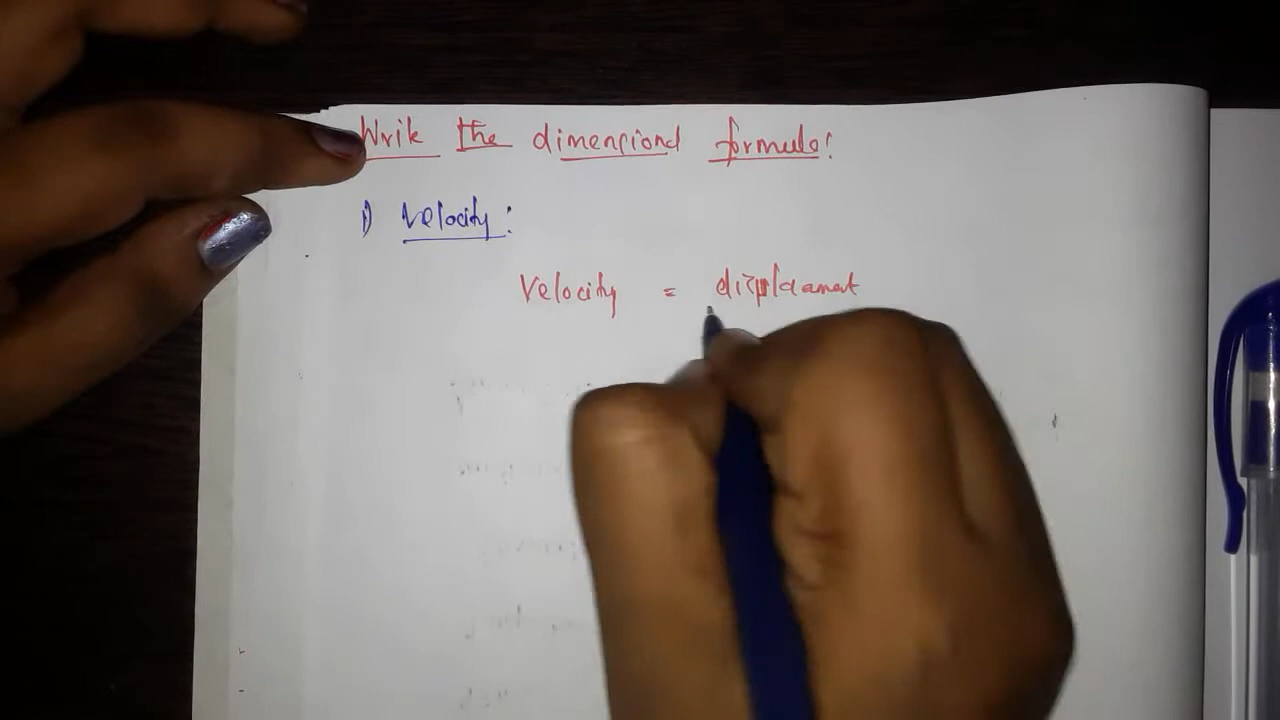 Write the dimensional formula:
1) Velocity:
Velocity = displacement